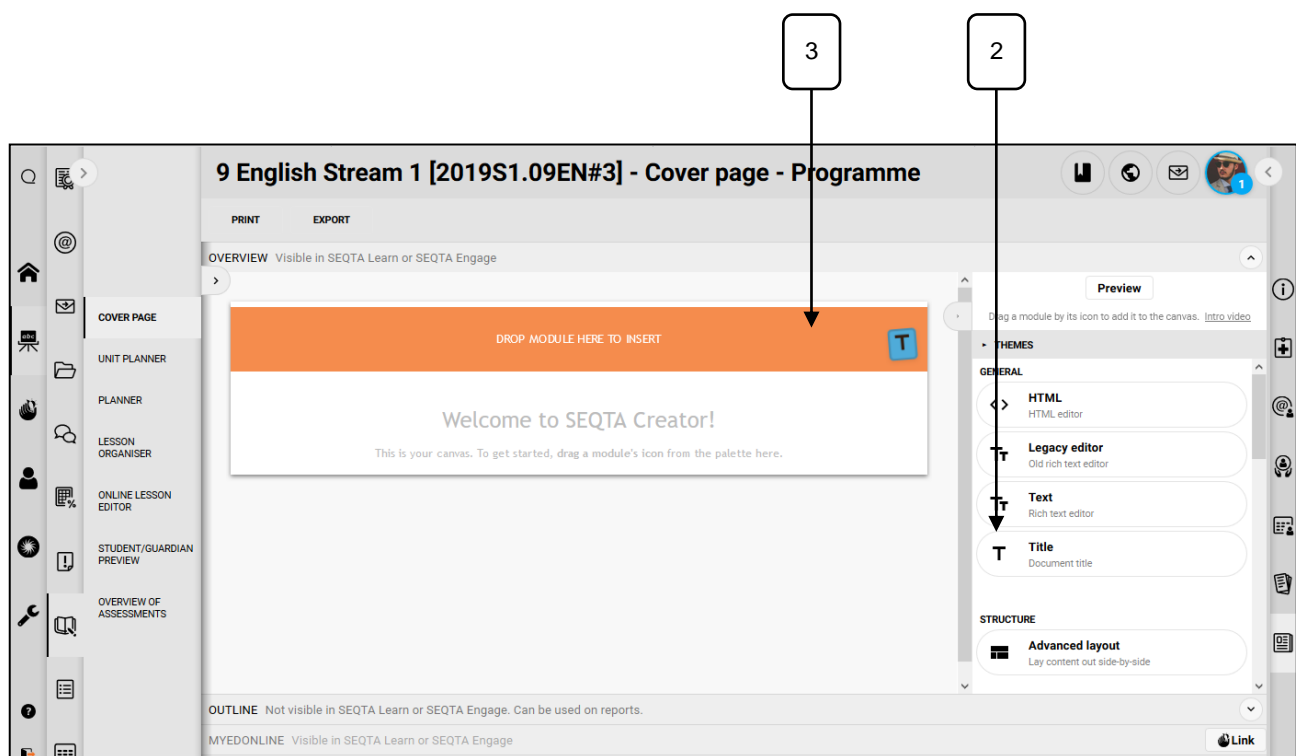 3
2
9 English Stream 1 [2019S1.09EN#3] - Cover page - Programme
1
PRINT
EXPORT
OVERVIEW Visible in SEQTA Learn or SEQTA Engage
COVER PAGE
UNIT PLANNER
PLANNER
LESSON
ORGANISER
ONLINE LESSON
EDITOR
STUDENT/GUARDIAN
PREVIEW
OVERVIEW OF
ASSESSMENTS
DROP MODULE HERE TO INSERT
T
Welcome to SEQTA Creator!
This is your canvas. To get started, drag a module's icon from the palette here.
Preview
Drag a module by its icon to add it to the canvas. Intro video
THEMES
GENERAL
HTML
HTML editor
Legacy editor
Old rich text editor
Text
Rich text editor
T
Title
Document title
STRUCTURE
Advanced layout
Lay content out side-by-side
OUTLINE Not visible in SEQTA Learn or SEQTA Engage. Can be used on reports.
MYEDONLINE Visible in SEQTA Learn or SEQTA Engage
Link